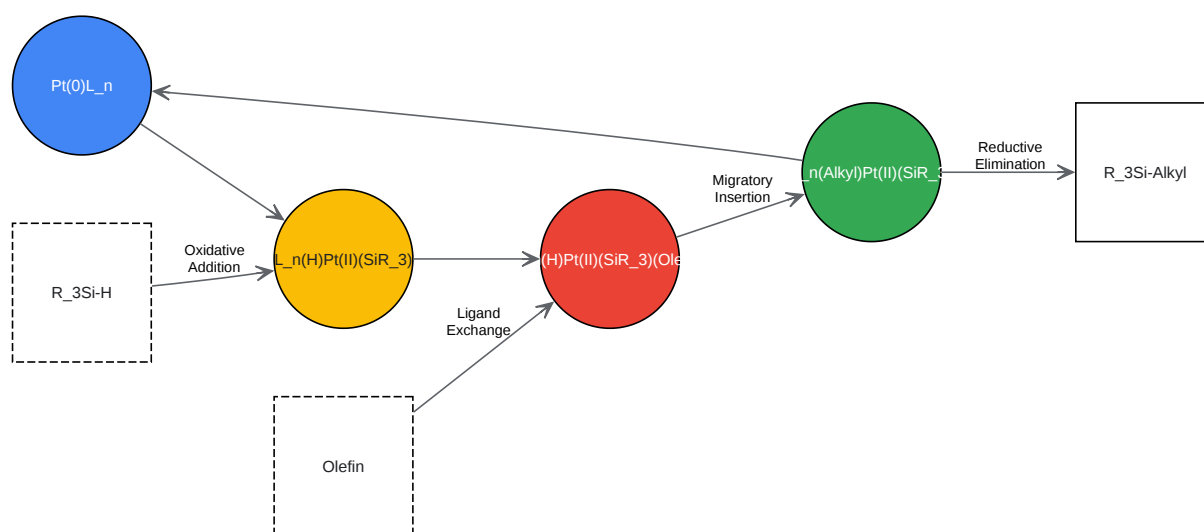 Pt(0)L_n
R_3Si-H
Oxidative
Addition
L_n(H)Pt(II)(SiR_3)
Olefin
Ligand
Exchange
(H)Pt(II)(SiR_3)(Ole
Migratory
Insertion
_n(Alkyl)Pt(II)(SiR_
Reductive
Elimination
R_3Si-Alkyl